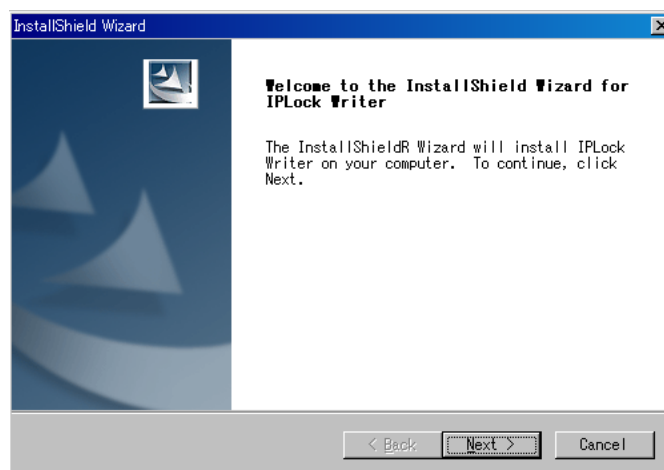 InstallShield Wizard
Welcome to the InstallShield Wizard for
IPLock Writer
The InstallShieldR Wizard will install IPLock
Writer on your computer.  To continue, click
Next.
< Back
Next >
Cancel